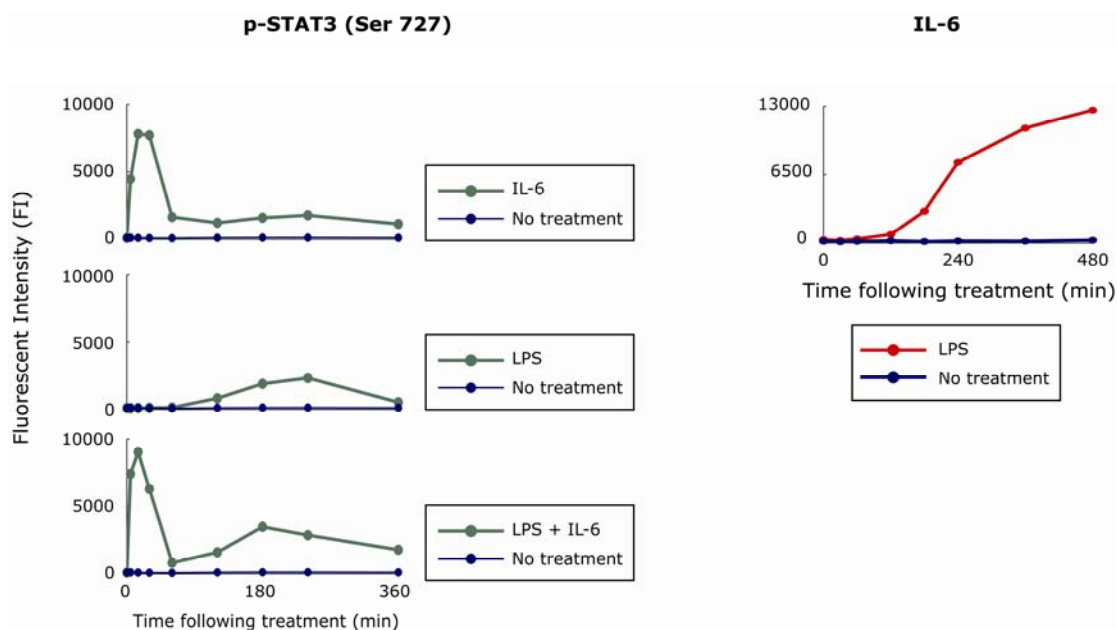 p-STAT3 (Ser 727)
IL-6
Fluorescent Intensity (FI)
10000
5000
0
IL-6
No treatment
10000
5000
0
LPS
No treatment
10000
5000
0
LPS + IL-6
No treatment
0 180 360
Time following treatment (min)
13000
6500
0
0 240 480
Time following treatment (min)
LPS
No treatment